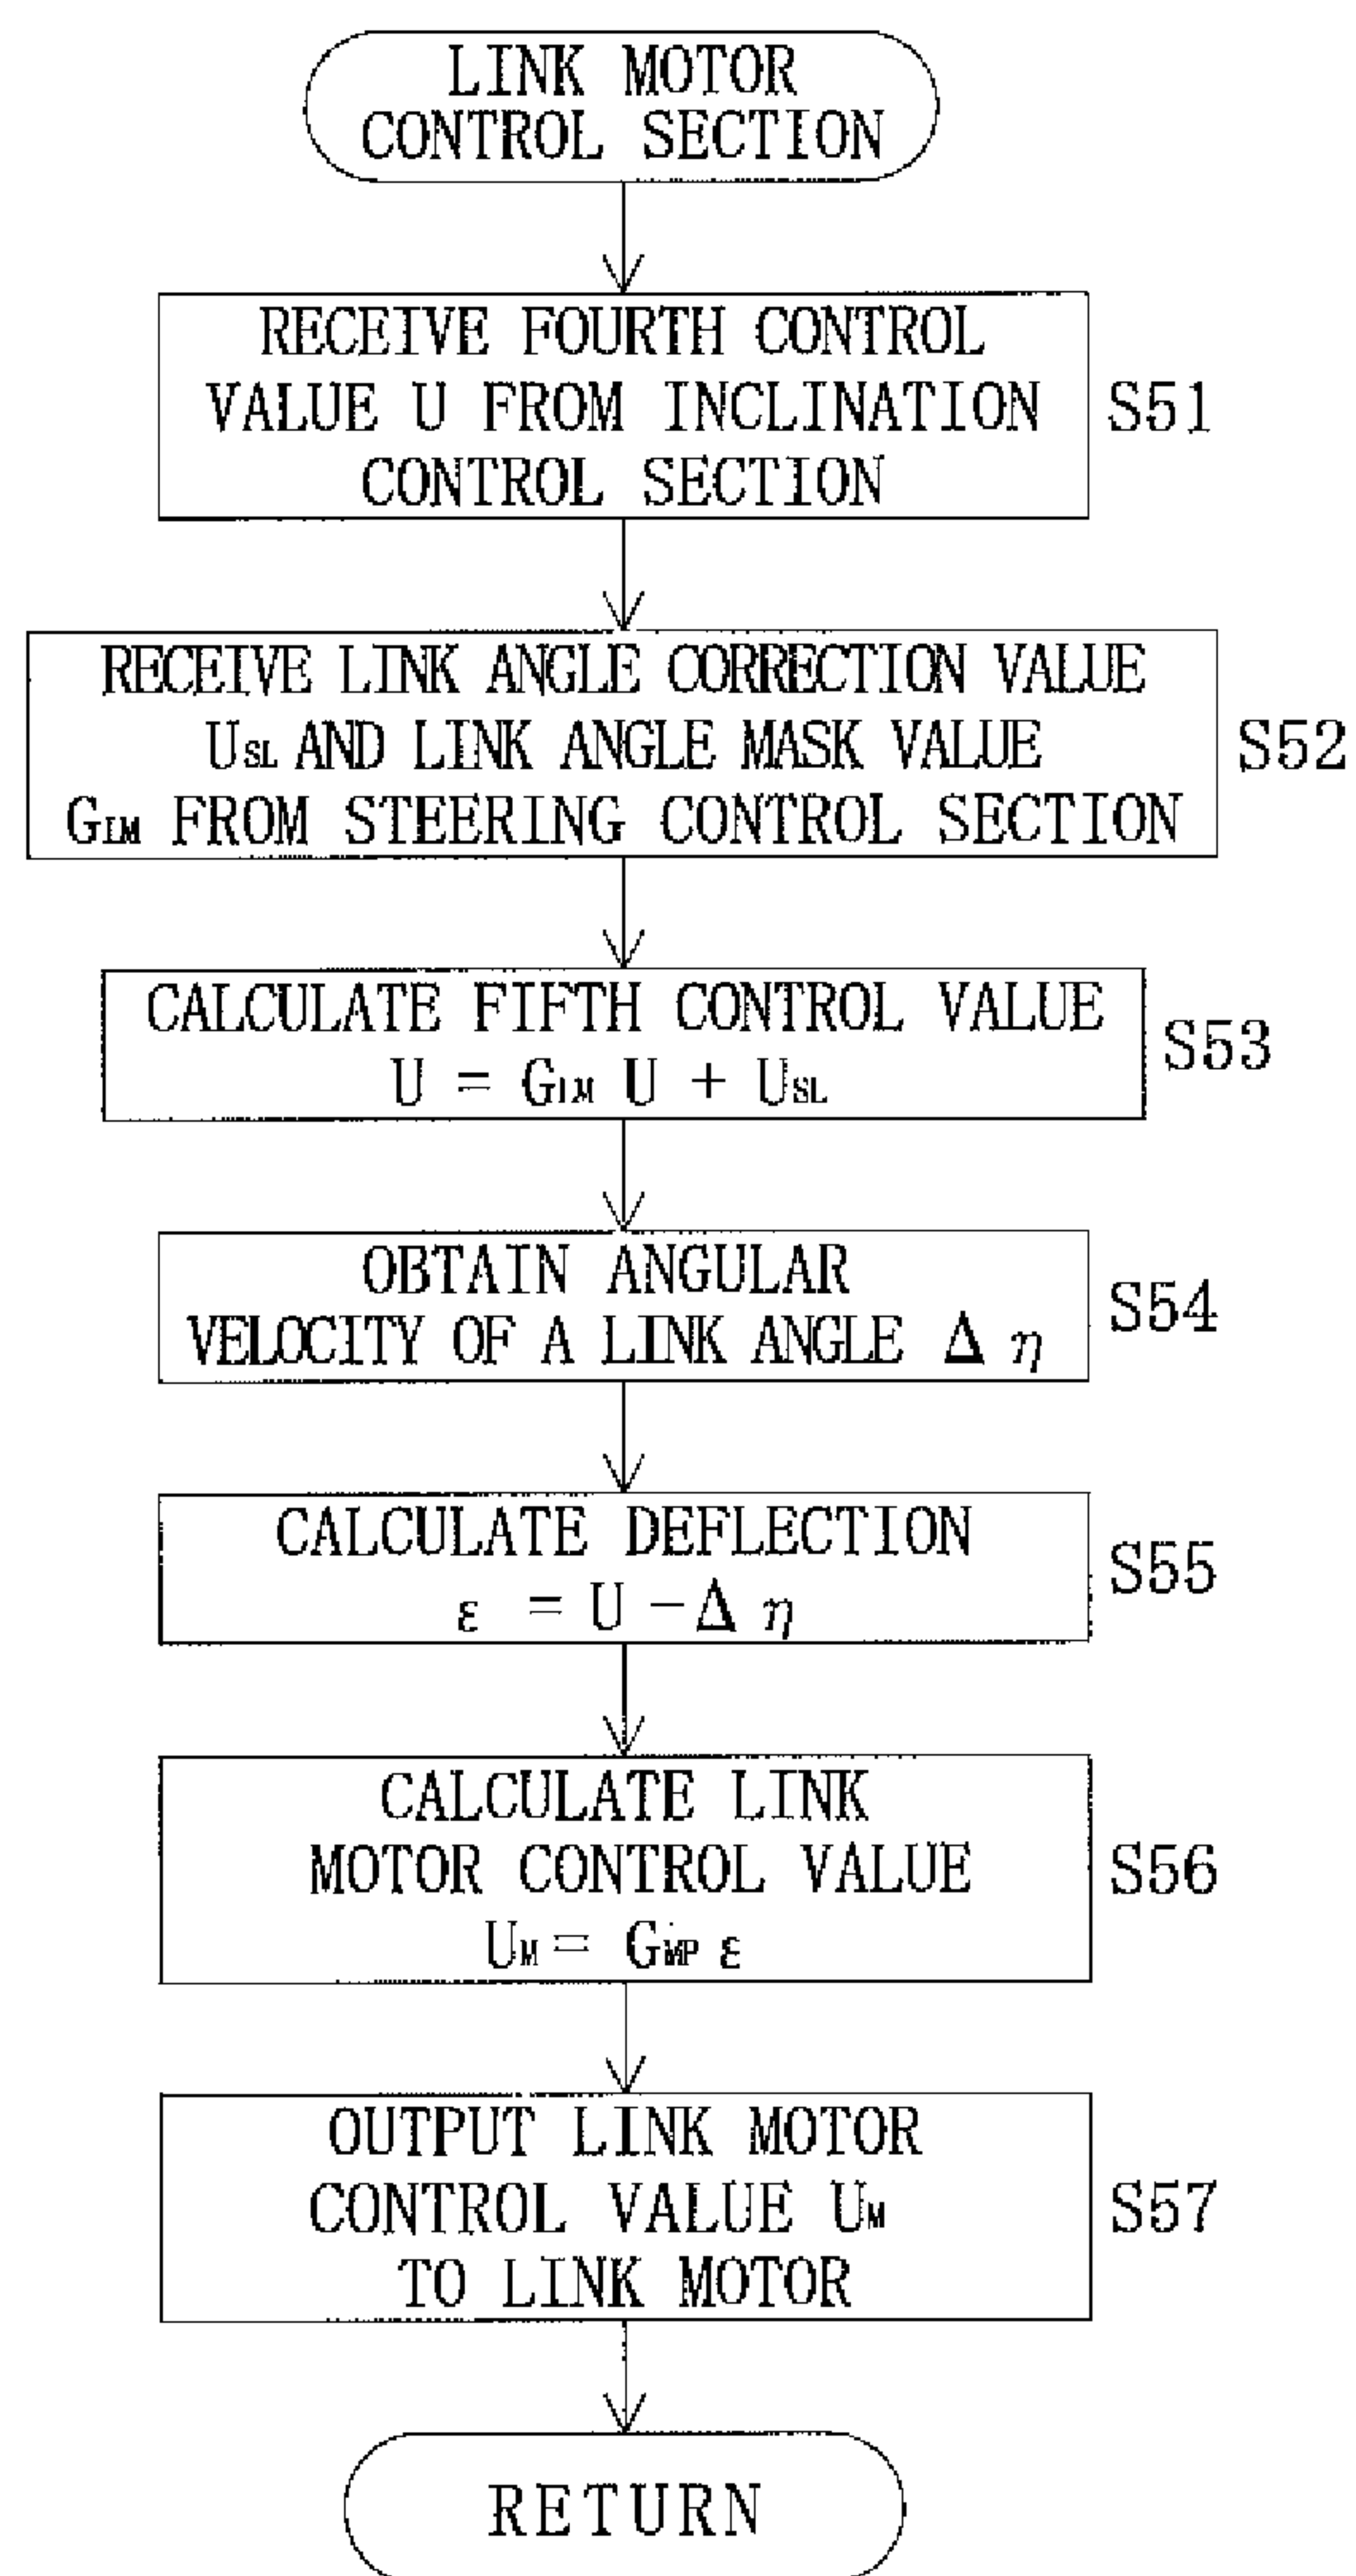 LINK MOTOR
CONTROL SECTION
RECEIVE FOURTH CONTROL
VALUE U FROM INCLINATION
CONTROL SECTION
S51
RECEIVE LINK ANGLE CORRECTION VALUE
USL AND LINK ANGLE MASK VALUE
GIM FROM STEERING CONTROL SECTION
S52
CALCULATE FIFTH CONTROL VALUE
U = GIM U + USL
S53
OBTAIN ANGULAR
VELOCITY OF A LINK ANGLE Δ η
S54
CALCULATE DEFLECTION
ε = U − Δ η
S55
CALCULATE LINK
MOTOR CONTROL VALUE
UM = GMP ε
S56
OUTPUT LINK MOTOR
CONTROL VALUE UM
TO LINK MOTOR
S57
RETURN